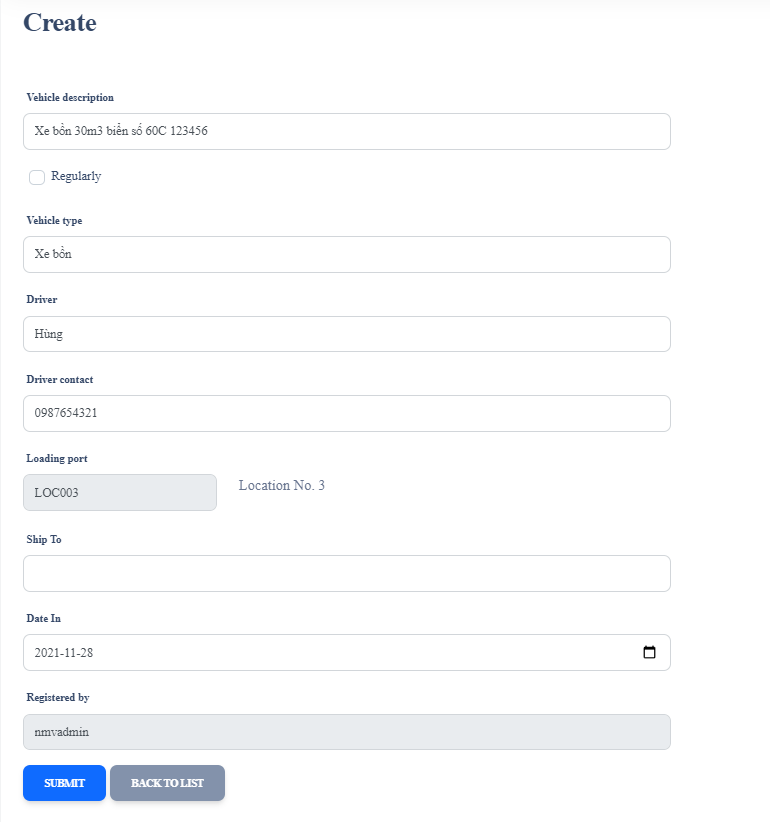 Create
Vehicle description
Xe bồn 30m3 biển số 60C 123456
Regularly
Vehicle type
Xe bồn
Driver
Hùng
Driver contact
0987654321
Loading port
LOC003
Location No. 3
Ship To
Date In
2021-11-28
Registered by
nmvadmin
SUBMIT
BACK TO LIST